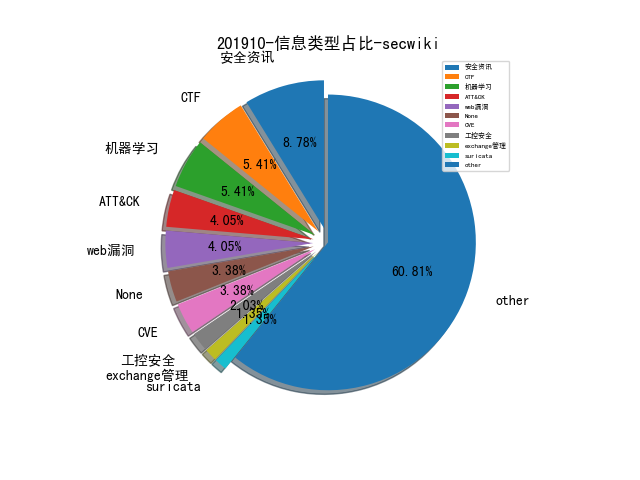 201910-信息类型占比-secwiki
安全资讯
CTF
机器学习
ATT&CK
web漏洞
None
CVE
工控安全
exchange管理
suricata
other
8.78%
5.41%
5.41%
4.05%
4.05%
3.38%
3.38%
2.03%
1.35%
1.35%
60.81%
安全资讯
CTF
机器学习
ATT&CK
web漏洞
None
CVE
工控安全
exchange管理
suricata
other